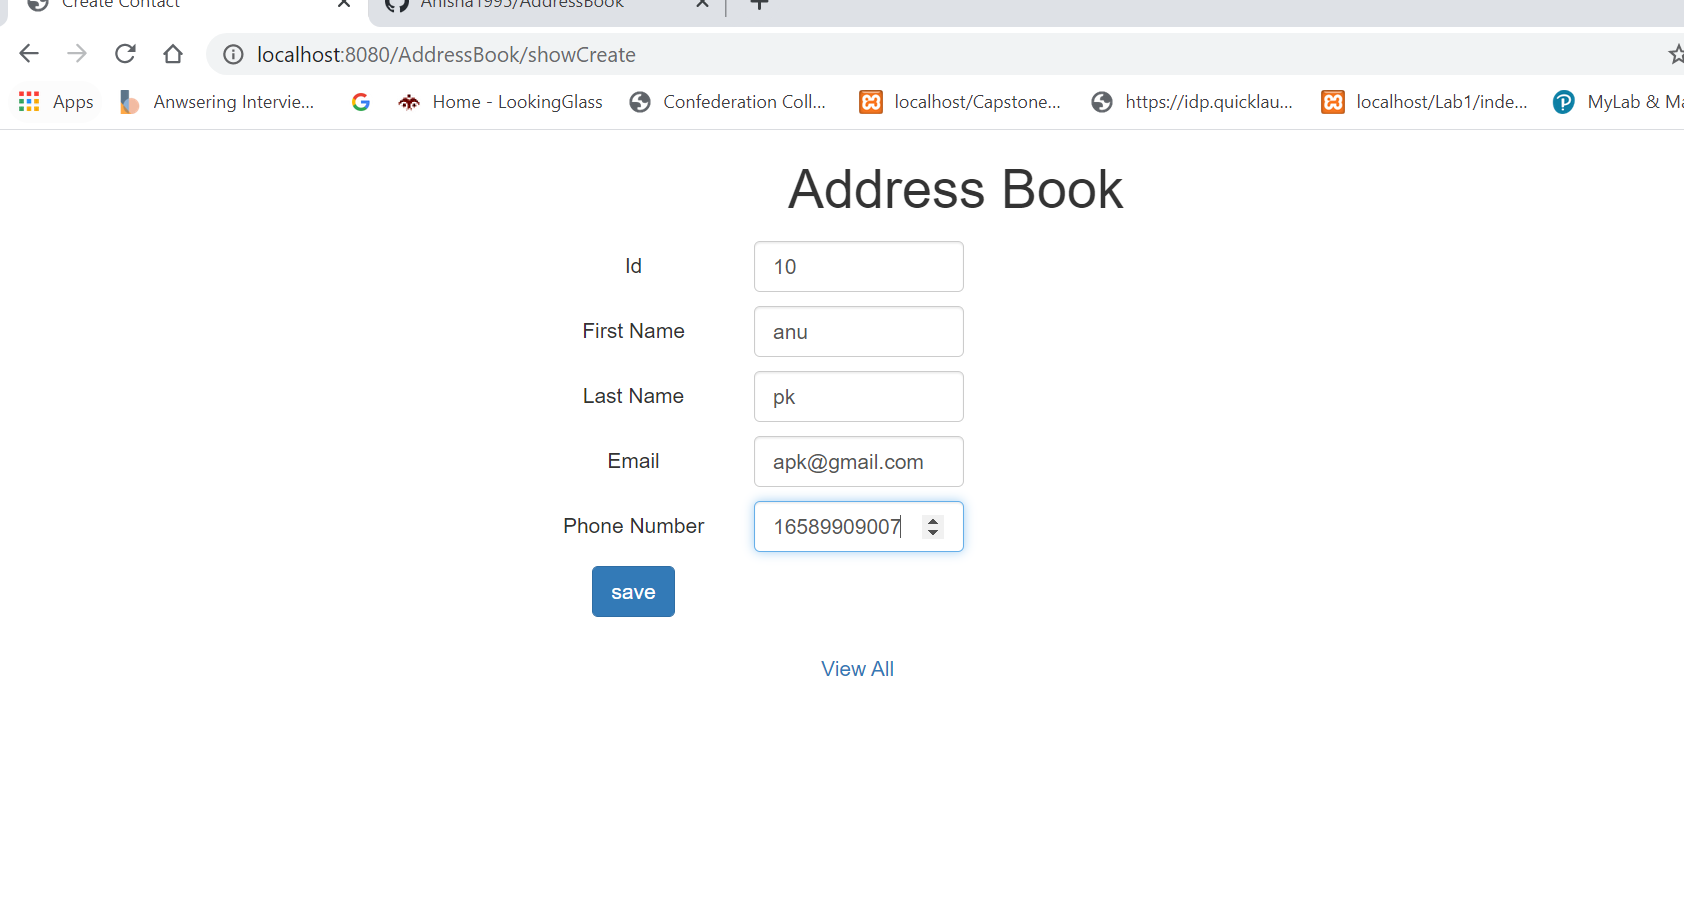 Create Contact
Anisha1995/AddressBook
localhost:8080/AddressBook/showCreate
Apps Anwsering Intervie... Home - LookingGlass Confederation Coll... localhost/Capstone... https://idp.quicklau... localhost/Lab1/inde... MyLab & Ma
Address Book
Id 10
First Name anu
Last Name pk
Email apk@gmail.com
Phone Number 16589909007
save
View All